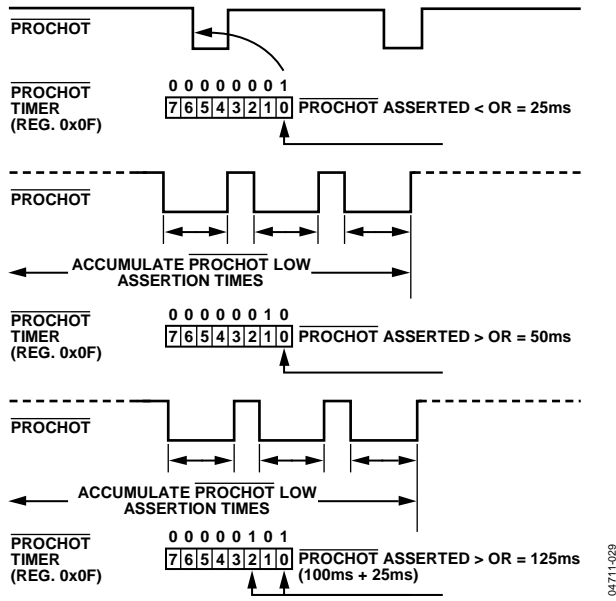 PROCHOT
PROCHOT
TIMER
(REG. 0x0F)
0 0 0 0 0 0 0 1
7 6 5 4 3 2 1 0
PROCHOT ASSERTED < OR = 25ms
PROCHOT
ACCUMULATE PROCHOT LOW
ASSERTION TIMES
PROCHOT
TIMER
(REG. 0x0F)
0 0 0 0 0 0 1 0
7 6 5 4 3 2 1 0
PROCHOT ASSERTED > OR = 50ms
PROCHOT
ACCUMULATE PROCHOT LOW
ASSERTION TIMES
PROCHOT
TIMER
(REG. 0x0F)
0 0 0 0 0 1 0 1
7 6 5 4 3 2 1 0
PROCHOT ASSERTED > OR = 125ms
(100ms + 25ms)
04711-029